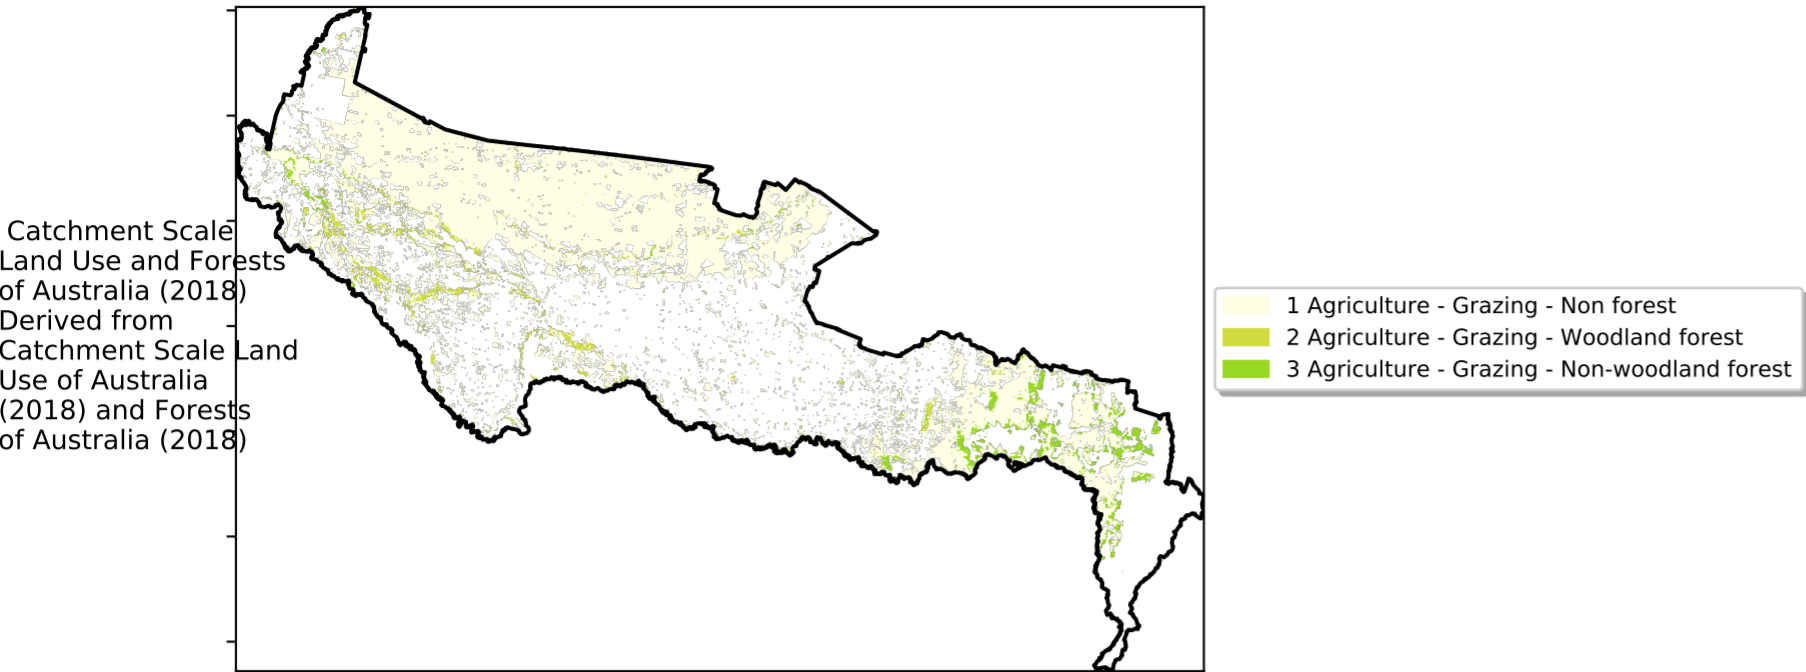 Catchment Scale
Land Use and Forests
of Australia (2018)
Derived from
Catchment Scale Land
Use of Australia
(2018) and Forests
of Australia (2018)
1 Agriculture - Grazing - Non forest
2 Agriculture - Grazing - Woodland forest
3 Agriculture - Grazing - Non-woodland forest